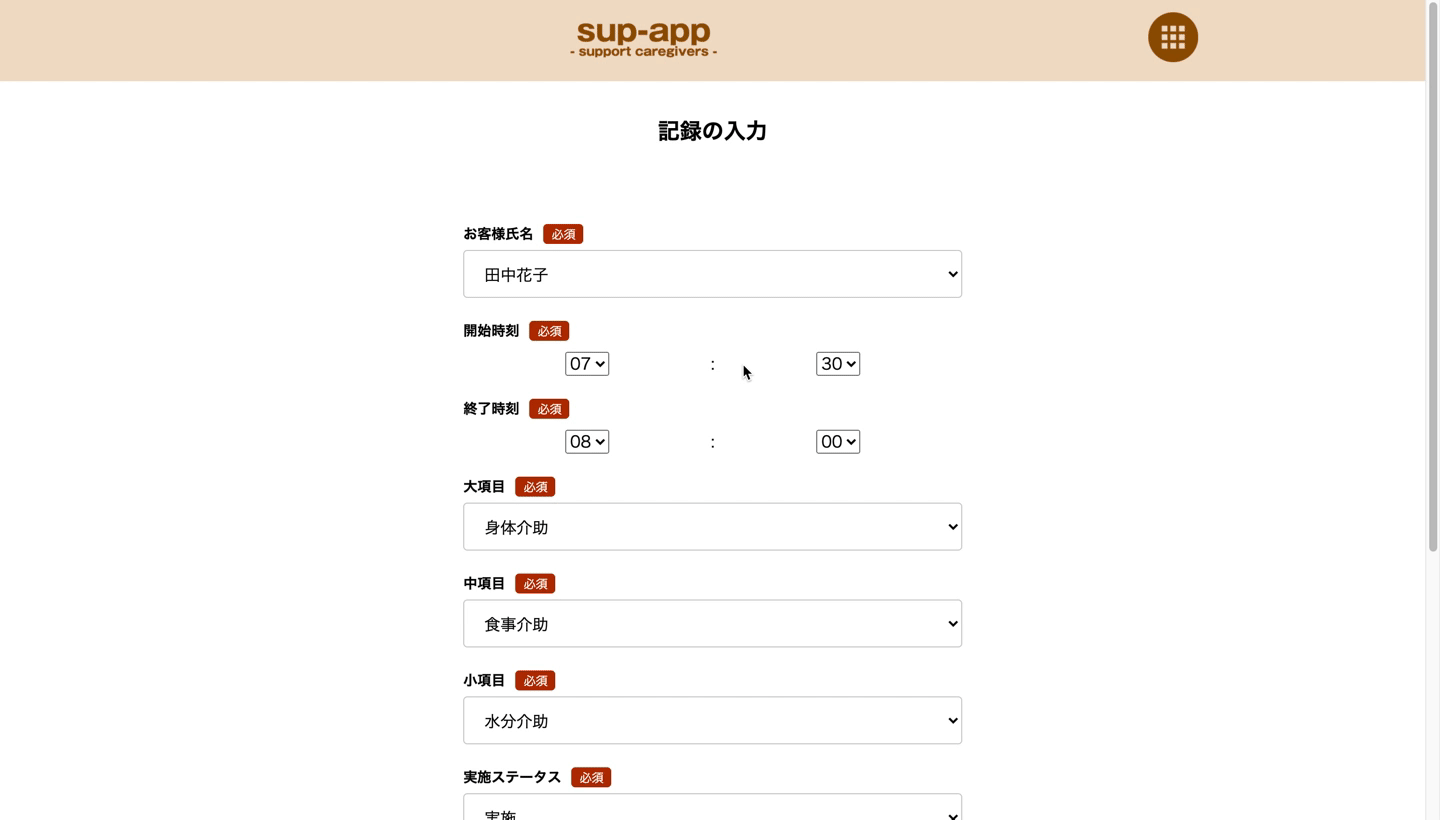 sup-app
- support caregivers -
記録の入力
お客様氏名 必須
田中花子
開始時刻 必須
07 : 30
終了時刻 必須
08 : 00
大項目 必須
身体介助
中項目 必須
食事介助
小項目 必須
水分介助
実施ステータス 必須
実施